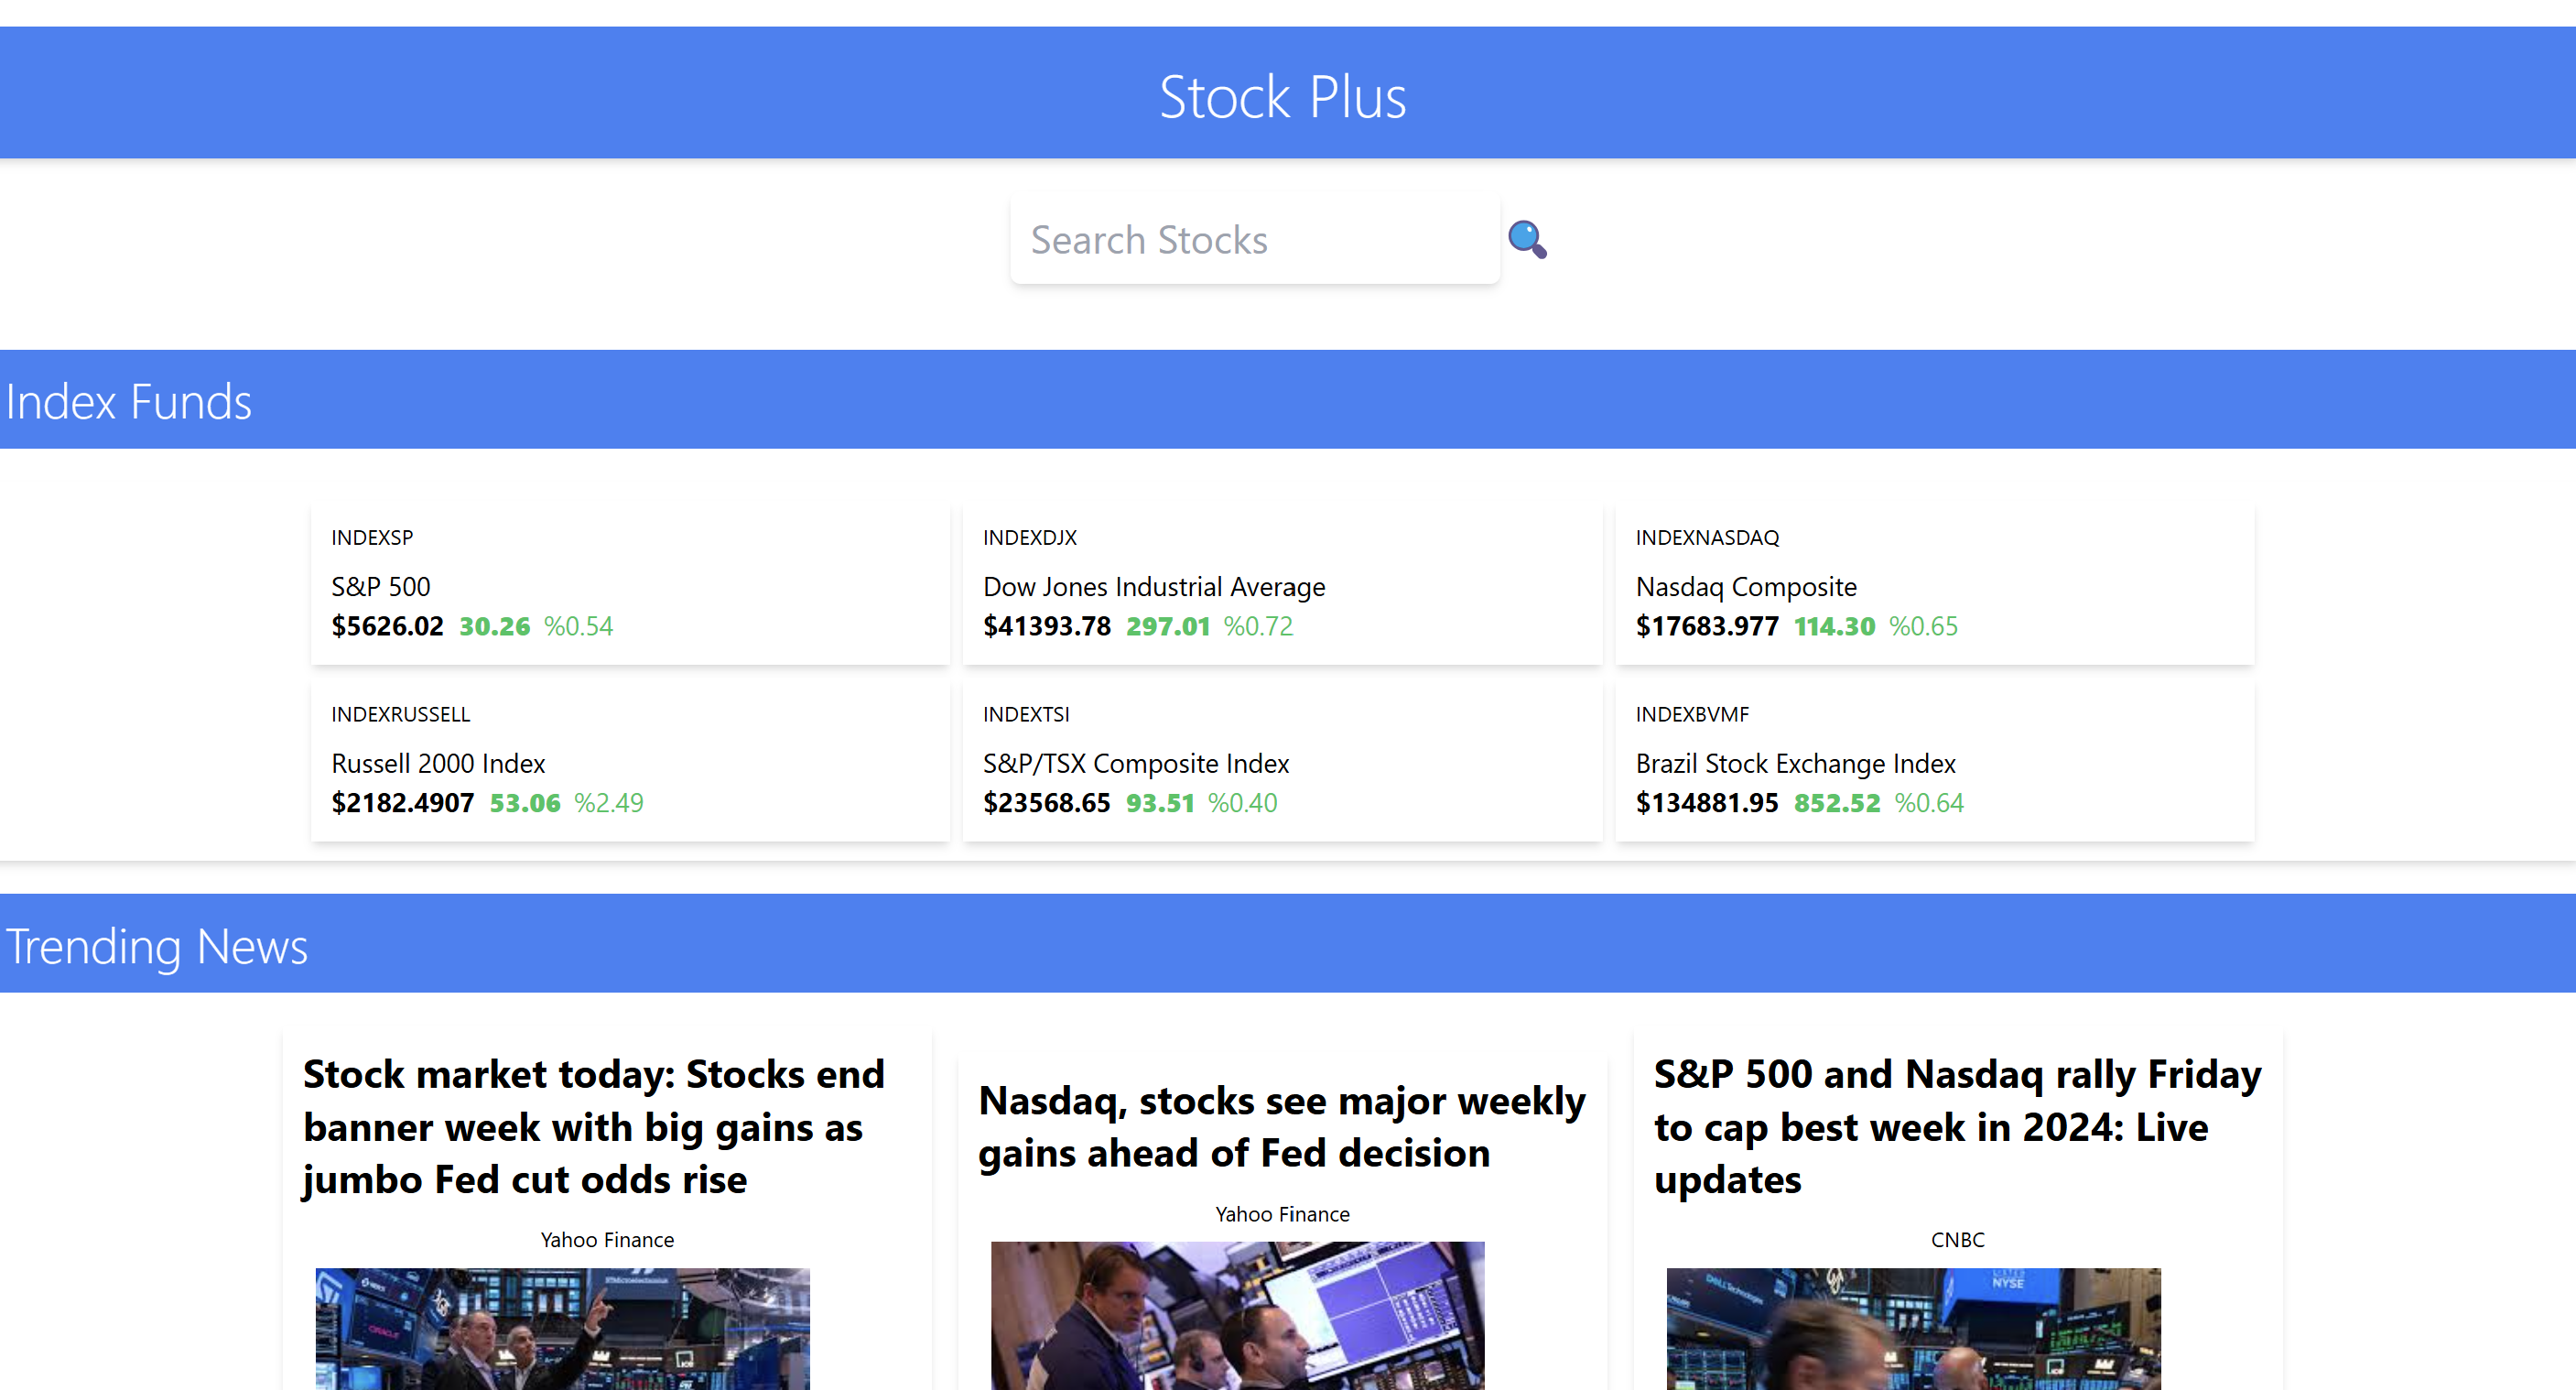 Stock Plus
Search Stocks
Index Funds
INDEXSP
S&P 500
$5626.02 30.26 %0.54
INDEXDJX
Dow Jones Industrial Average
$41393.78 297.01 %0.72
INDEXNASDAQ
Nasdaq Composite
$17683.977 114.30 %0.65
INDEXRUSSELL
Russell 2000 Index
$2182.4907 53.06 %2.49
INDEXTSI
S&P/TSX Composite Index
$23568.65 93.51 %0.40
INDEXBVMF
Brazil Stock Exchange Index
$134881.95 852.52 %0.64
Trending News
Stock market today: Stocks end
banner week with big gains as
jumbo Fed cut odds rise
Yahoo Finance
ORACLE
Nasdaq, stocks see major weekly
gains ahead of Fed decision
Yahoo Finance
S&P 500 and Nasdaq rally Friday
to cap best week in 2024: Live
updates
CNBC
NYSE